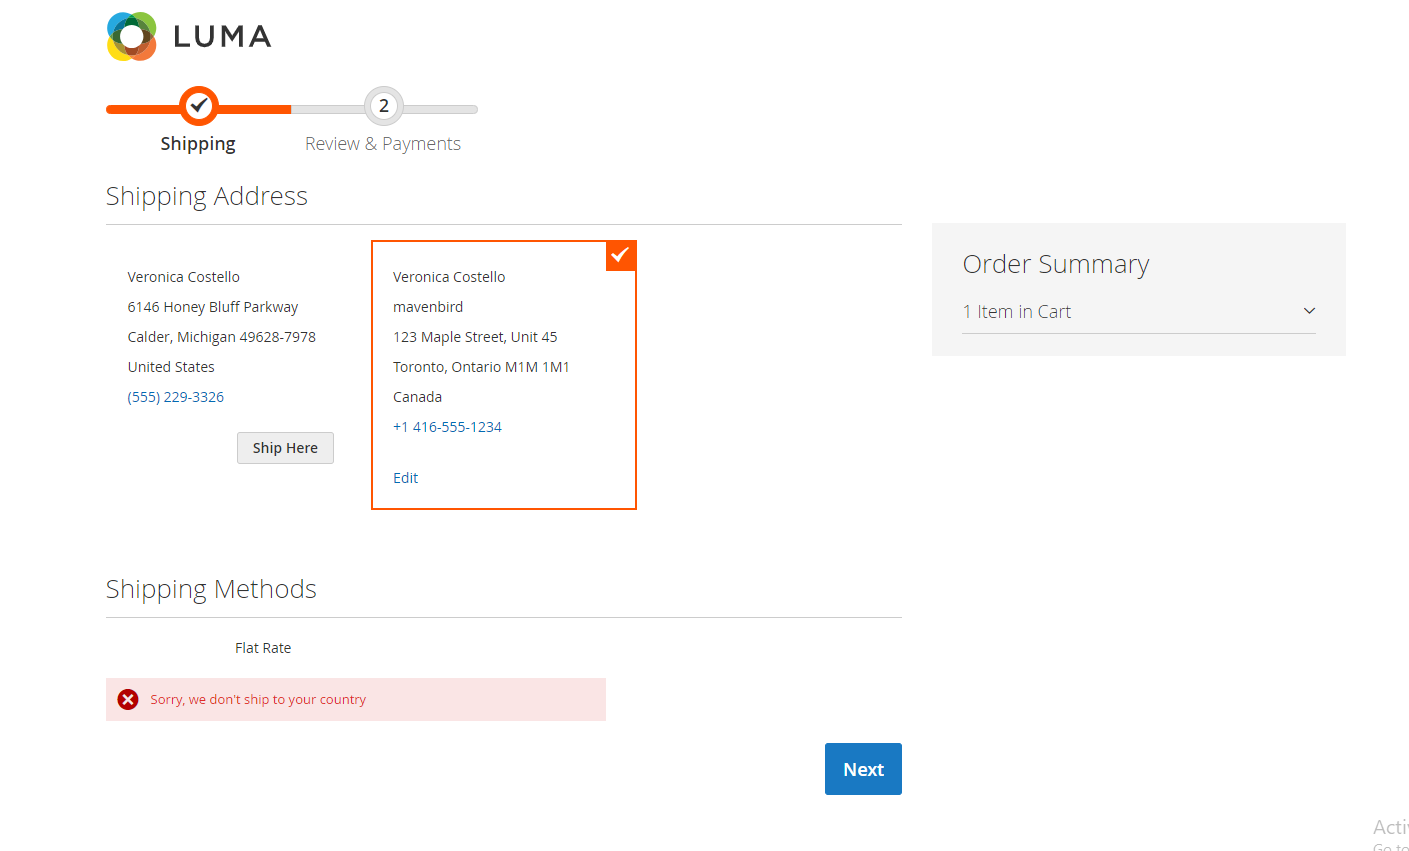 LUMA
2
Shipping
Review & Payments
Shipping Address
Veronica Costello
6146 Honey Bluff Parkway
Calder, Michigan 49628-7978
United States
(555) 229-3326
Ship Here
Veronica Costello
mavenbird
123 Maple Street, Unit 45
Toronto, Ontario M1M 1M1
Canada
+1 416-555-1234
Edit
Order Summary
1 Item in Cart
Shipping Methods
Flat Rate
Sorry, we don't ship to your country
Next
Go to